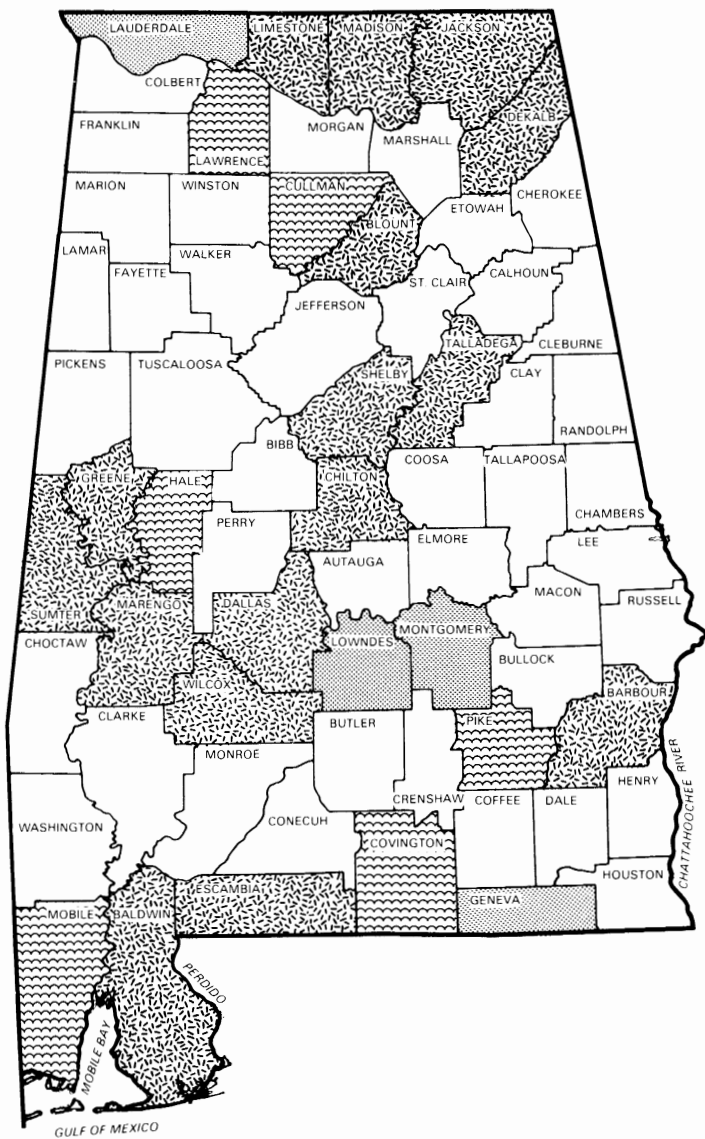 LAUDERDALE
LIMESTONE
MADISON
JACKSON
COLBERT
FRANKLIN
LAWRENCE
MORGAN
MARSHALL
DEKALB
MARION
WINSTON
CULLMAN
ETOWAH
CHEROKEE
BLOUNT
LAMAR
FAYETTE
WALKER
JEFFERSON
ST. CLAIR
CALHOUN
TALLADEGA
CLEBURNE
PICKENS
TUSCALOOSA
SHELBY
CLAY
RANDOLPH
BIBB
COOSA
TALLAPOOSA
GREENE
HALE
CHILTON
CHAMBERS
PERRY
ELMORE
LEE
AUTAUGA
MACON
RUSSELL
SUMTER
MARENGO
DALLAS
LOWNDES
MONTGOMERY
BULLOCK
CHOCTAW
WILCOX
BARBOUR
CLARKE
BUTLER
PIKE
MONROE
HENRY
CRENSHAW
COFFEE
DALE
WASHINGTON
CONECUH
COVINGTON
HOUSTON
CHATTAHOOCHEE RIVER
MOBILE
BALDWIN
ESCAMBIA
GENEVA
PERDIDO
MOBILE BAY
GULF OF MEXICO